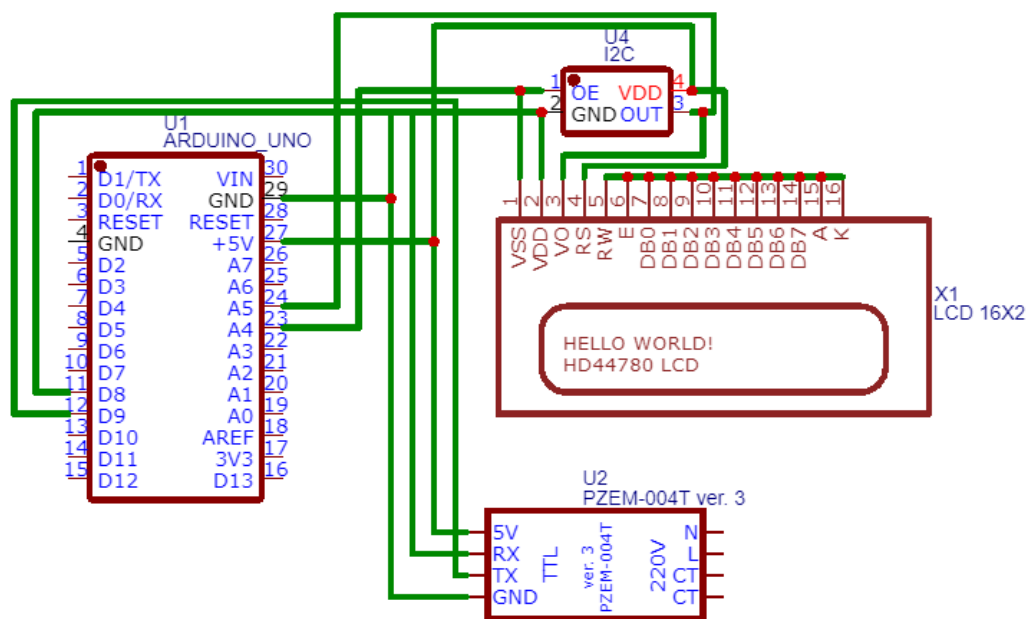 U4
I2C
1
OE
VDD
4
2
GND
OUT
3
U1
ARDUINO_UNO
1
D1/TX
VIN
30
2
D0/RX
GND
29
3
RESET
RESET
28
4
GND
+5V
27
5
D2
A7
26
6
D3
A6
25
7
D4
A5
24
8
D5
A4
23
9
D6
A3
22
10
D7
A2
21
11
D8
A1
20
12
D9
A0
19
13
D10
AREF
18
14
D11
3V3
17
15
D12
D13
16
1
2
3
4
5
6
7
8
9
10
11
12
13
14
15
16
VSS
VDD
VO
RS
RW
E
DB0
DB1
DB2
DB3
DB4
DB5
DB6
DB7
A
K
X1
LCD 16X2
HELLO WORLD!
HD44780 LCD
U2
PZEM-004T ver. 3
5V
N
RX
L
TX
CT
GND
CT
TTL
ver. 3
PZEM-004T
220V